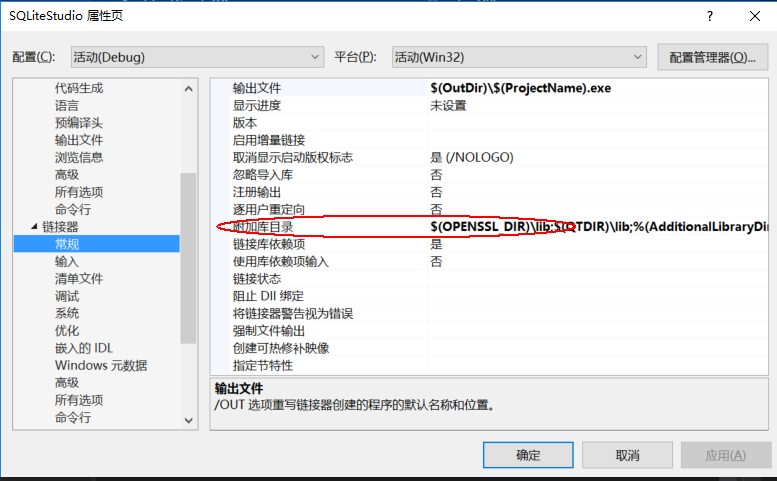 SQLiteStudio 属性页
配置(C): 活动(Debug) 平台(P): 活动(Win32) 配置管理器(O)...
代码生成
语言
预编译头
输出文件
浏览信息
高级
所有选项
命令行
链接器
常规
输入
清单文件
调试
系统
优化
嵌入的 IDL
Windows 元数据
高级
所有选项
命令行
输出文件 $(OutDir)\$(ProjectName).exe
显示进度 未设置
版本
启用增量链接
取消显示启动版权标志 是 (/NOLOGO)
忽略导入库 否
注册输出 否
逐用户重定向 否
附加库目录 $(OPENSSL_DIR)\lib;$(QTDIR)\lib;%(AdditionalLibraryDir
链接库依赖项 是
使用库依赖项输入 否
链接状态
阻止 Dll 绑定
将链接器警告视为错误
强制文件输出
创建可热修补映像
指定节特性
输出文件
/OUT 选项重写链接器创建的程序的默认名称和位置。
确定 取消 应用(A)